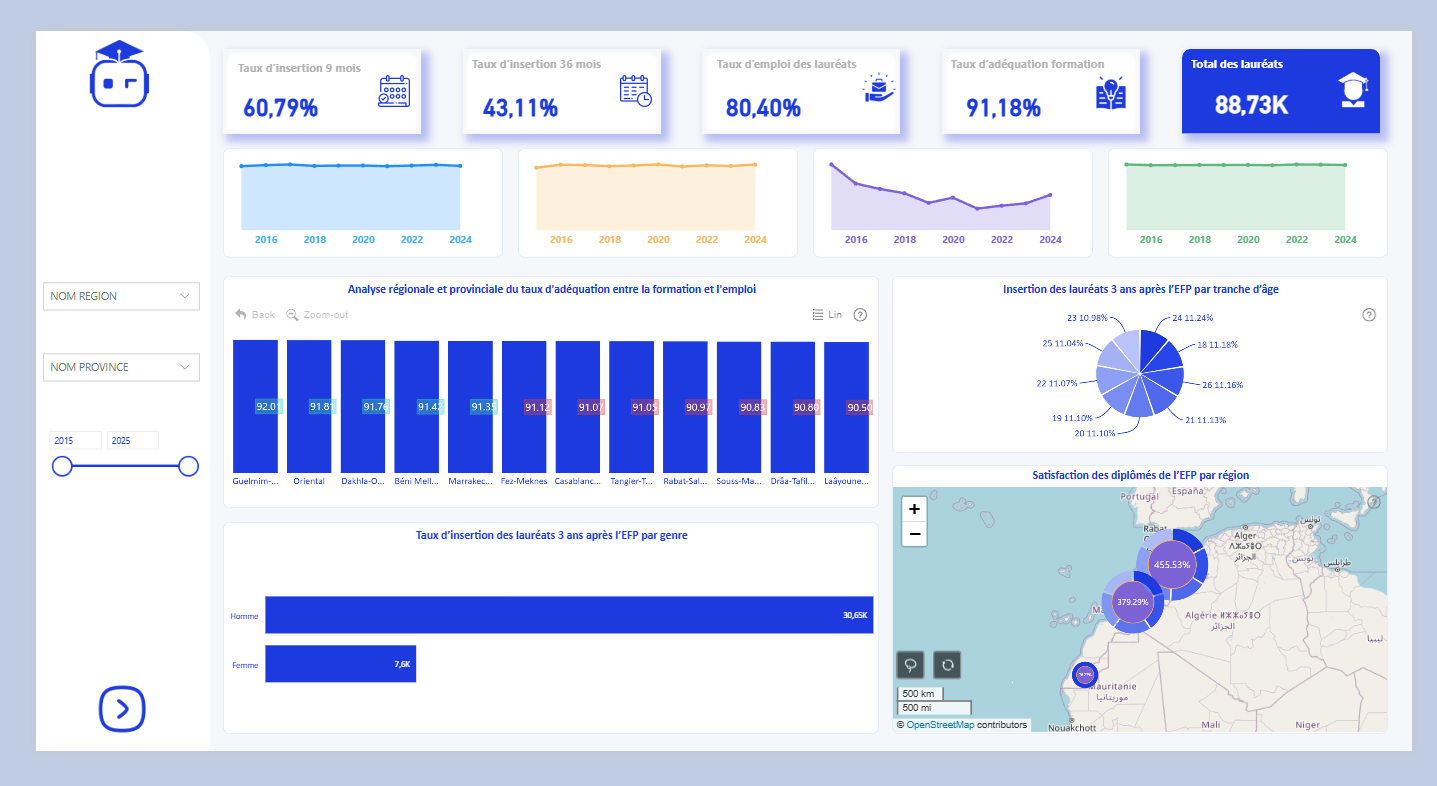 Taux d'insertion 9 mois
60,79%
Taux d'insertion 36 mois
43,11%
Taux d'emploi des lauréats
80,40%
Taux d'adéquation formation
91,18%
Total des lauréats
88,73K
2016 2018 2020 2022 2024
2016 2018 2020 2022 2024
2016 2018 2020 2022 2024
2016 2018 2020 2022 2024
NOM REGION
NOM PROVINCE
2015 2025
Analyse régionale et provinciale du taux d'adéquation entre la formation et l'emploi
Back Zoom-out Lin ?
92.01 91.81 91.76 91.42 91.35 91.12 91.07 91.05 90.97 90.83 90.80 90.50
Guelmim-... Oriental Dakhla-O... Béni Mell... Marrakec... Fez-Meknes Casablanc... Tangier-T... Rabat-Sal... Souss-Ma... Drâa-Tafil... Laâyoune...
Insertion des lauréats 3 ans après l'EFP par tranche d'âge
?
23 10.98% 24 11.24%
25 11.04% 18 11.18%
22 11.07% 26 11.16%
19 11.10% 21 11.13%
20 11.10%
Taux d'insertion des lauréats 3 ans après l'EFP par genre
Homme 30,65K
Femme 7,6K
Satisfaction des diplômés de l'EFP par région
+
−
?
Portugal España
Rabat
Alger
ⴷⵣⴰⵢⴻⵔ
الجزائر
تونس
تونس
طرابلس
455.53%
379.29%
Algérie ⵍⵣⵣⴰⵢⴻⵔ
الجزائر
ليبيا
Mauritanie
موريتانيا
Nouakchott
Mali
Niger
500 km
500 mi
© OpenStreetMap contributors